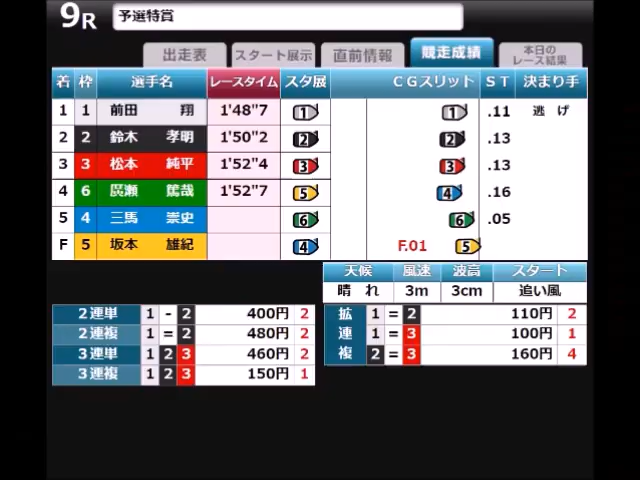 9R 予選特賞
出走表 スタート展示 直前情報 競走成績 本日の レース結果
着 枠 選手名 レースタイム スタ展 CGスリット ST 決まり手
1 1 前田 翔 1'48"7 1 1 .11 逃げ
2 2 鈴木 孝明 1'50"2 2 2 .13
3 3 松本 純平 1'52"4 3 3 .13
4 6 廣瀬 篤哉 1'52"7 5 4 .16
5 4 三馬 崇史 6 6 .05
F 5 坂本 雄紀 4 F.01 5
天候 風速 波高 スタート
晴れ 3m 3cm 追い風
2連単 1 - 2 400円 2
2連複 1 = 2 480円 2
3連単 1 2 3 460円 2
3連複 1 2 3 150円 1
拡 1 = 2 110円 2
連 1 = 3 100円 1
複 2 = 3 160円 4